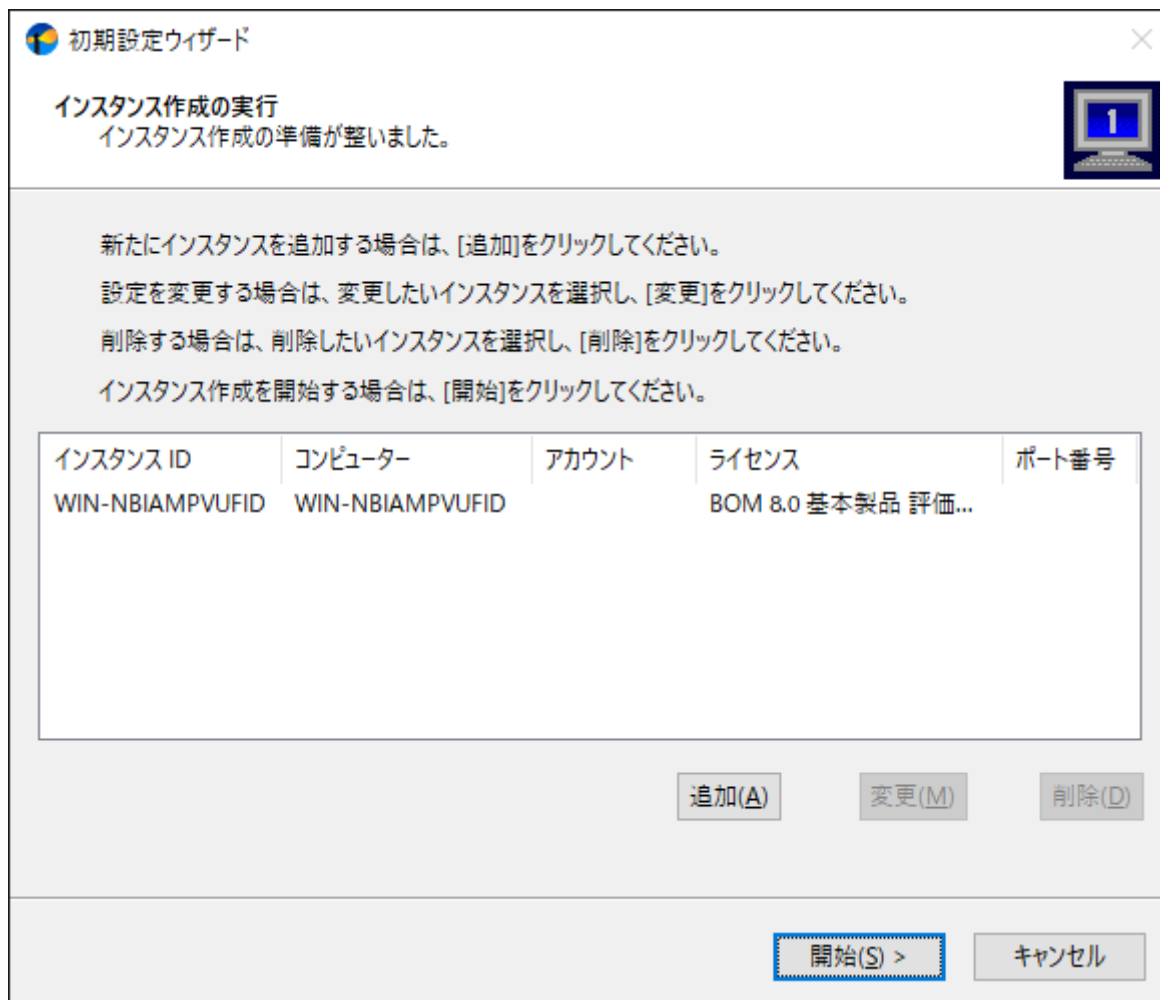 初期設定ウィザード
インスタンス作成の実行
インスタンス作成の準備が整いました。
1
新たにインスタンスを追加する場合は、[追加]をクリックしてください。
設定を変更する場合は、変更したいインスタンスを選択し、[変更]をクリックしてください。
削除する場合は、削除したいインスタンスを選択し、[削除]をクリックしてください。
インスタンス作成を開始する場合は、[開始]をクリックしてください。
インスタンス ID コンピューター アカウント ライセンス ポート番号
WIN-NBIAMPVUFID WIN-NBIAMPVUFID BOM 8.0 基本製品 評価...
追加(A) 変更(M) 削除(D)
開始(S) > キャンセル